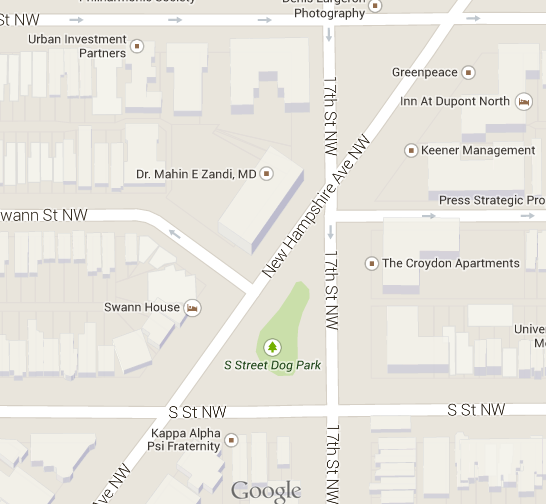 Philharmonic Society
Denis Largeron
Photography
St NW
Urban Investment
Partners
Greenpeace
Inn At Dupont North
17th St NW
Keener Management
New Hampshire Ave NW
Dr. Mahin E Zandi, MD
Press Strategic Pro
wann St NW
17th St NW
The Croydon Apartments
Swann House
Univer
Me
S Street Dog Park
S St NW
S St NW
Kappa Alpha
Psi Fraternity
17th St NW
Ave NW
Google